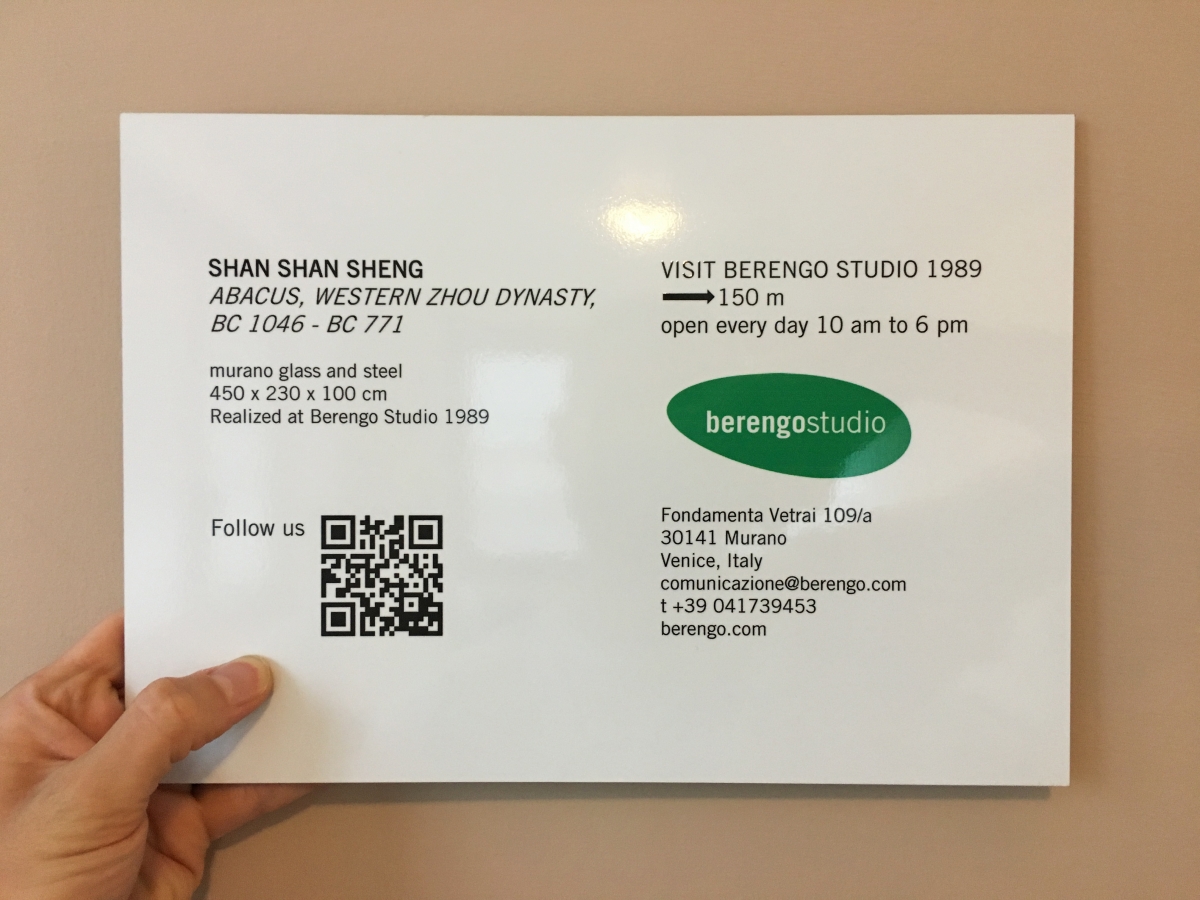 SHAN SHAN SHENG
ABACUS, WESTERN ZHOU DYNASTY,
BC 1046 - BC 771
murano glass and steel
450 x 230 x 100 cm
Realized at Berengo Studio 1989
Follow us
VISIT BERENGO STUDIO 1989
150 m
open every day 10 am to 6 pm
berengostudio
Fondamenta Vetrai 109/a
30141 Murano
Venice, Italy
comunicazione@berengo.com
t +39 041739453
berengo.com